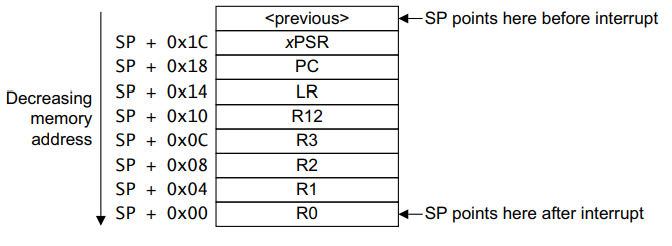 <previous> SP points here before interrupt
SP + 0x1C xPSR
SP + 0x18 PC
SP + 0x14 LR
Decreasing
memory
address
SP + 0x10 R12
SP + 0x0C R3
SP + 0x08 R2
SP + 0x04 R1
SP + 0x00 R0 SP points here after interrupt